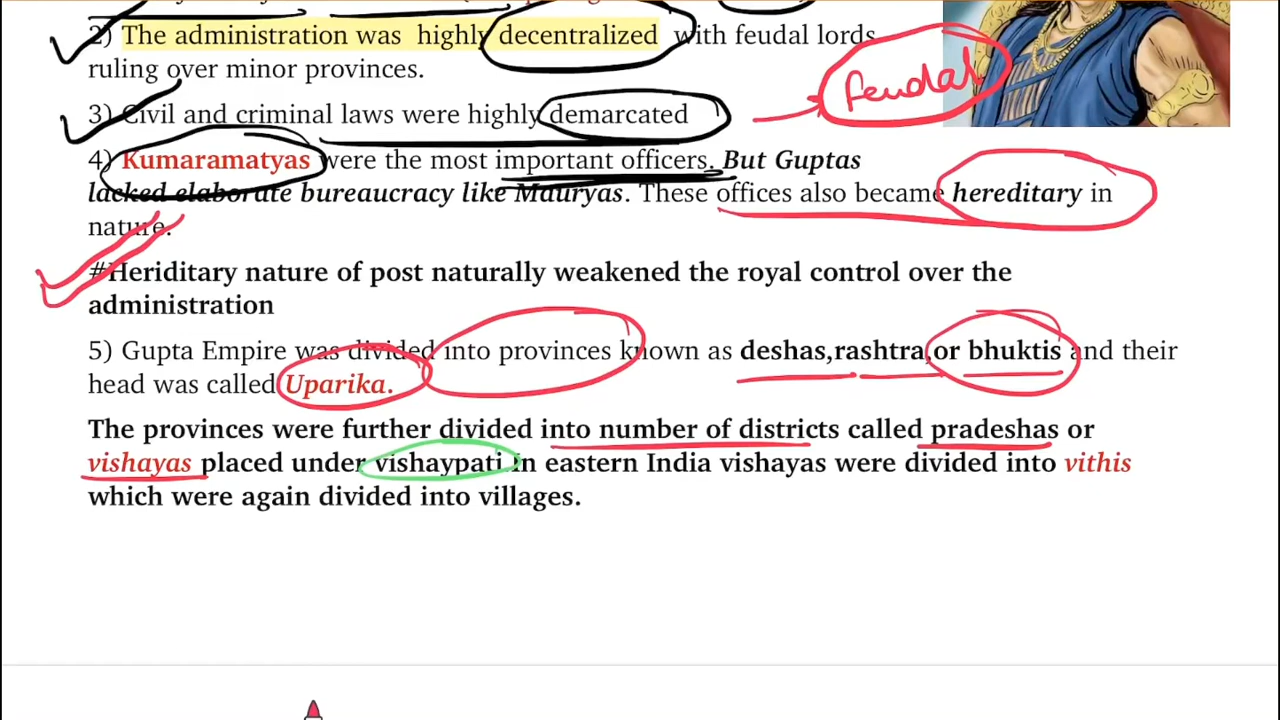 2) The administration was highly decentralized with feudal lords
ruling over minor provinces.
feudal
3) Civil and criminal laws were highly demarcated
4) Kumaramatyas were the most important officers. But Guptas
lacked elaborate bureaucracy like Mauryas. These offices also became hereditary in
nature.
#Heriditary nature of post naturally weakened the royal control over the
administration
5) Gupta Empire was divided into provinces known as deshas,rashtra,or bhuktis and their
head was called Uparika.
The provinces were further divided into number of districts called pradeshas or
vishayas placed under vishaypati in eastern India vishayas were divided into vithis
which were again divided into villages.